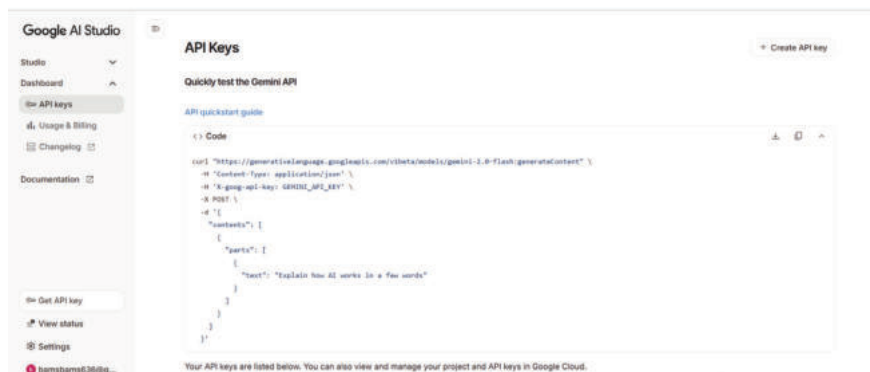 Google AI Studio
Studio
Dashboard
API keys
Usage & Billing
Changelog
Documentation
Get API key
View status
Settings
API Keys
+ Create API key
Quickly test the Gemini API
API quickstart guide
<> Code
curl "https://generativelanguage.googleapis.com/v1beta/models/gemini-2.0-flash:generateContent" \
-H 'Content-Type: application/json' \
-H 'X-goog-api-key: GEMINI_API_KEY' \
-X POST \
-d '{
"contents": [
{
"parts": [
{
"text": "Explain how AI works in a few words"
}
]
}
]
}'
Your API keys are listed below. You can also view and manage your project and API keys in Google Cloud.